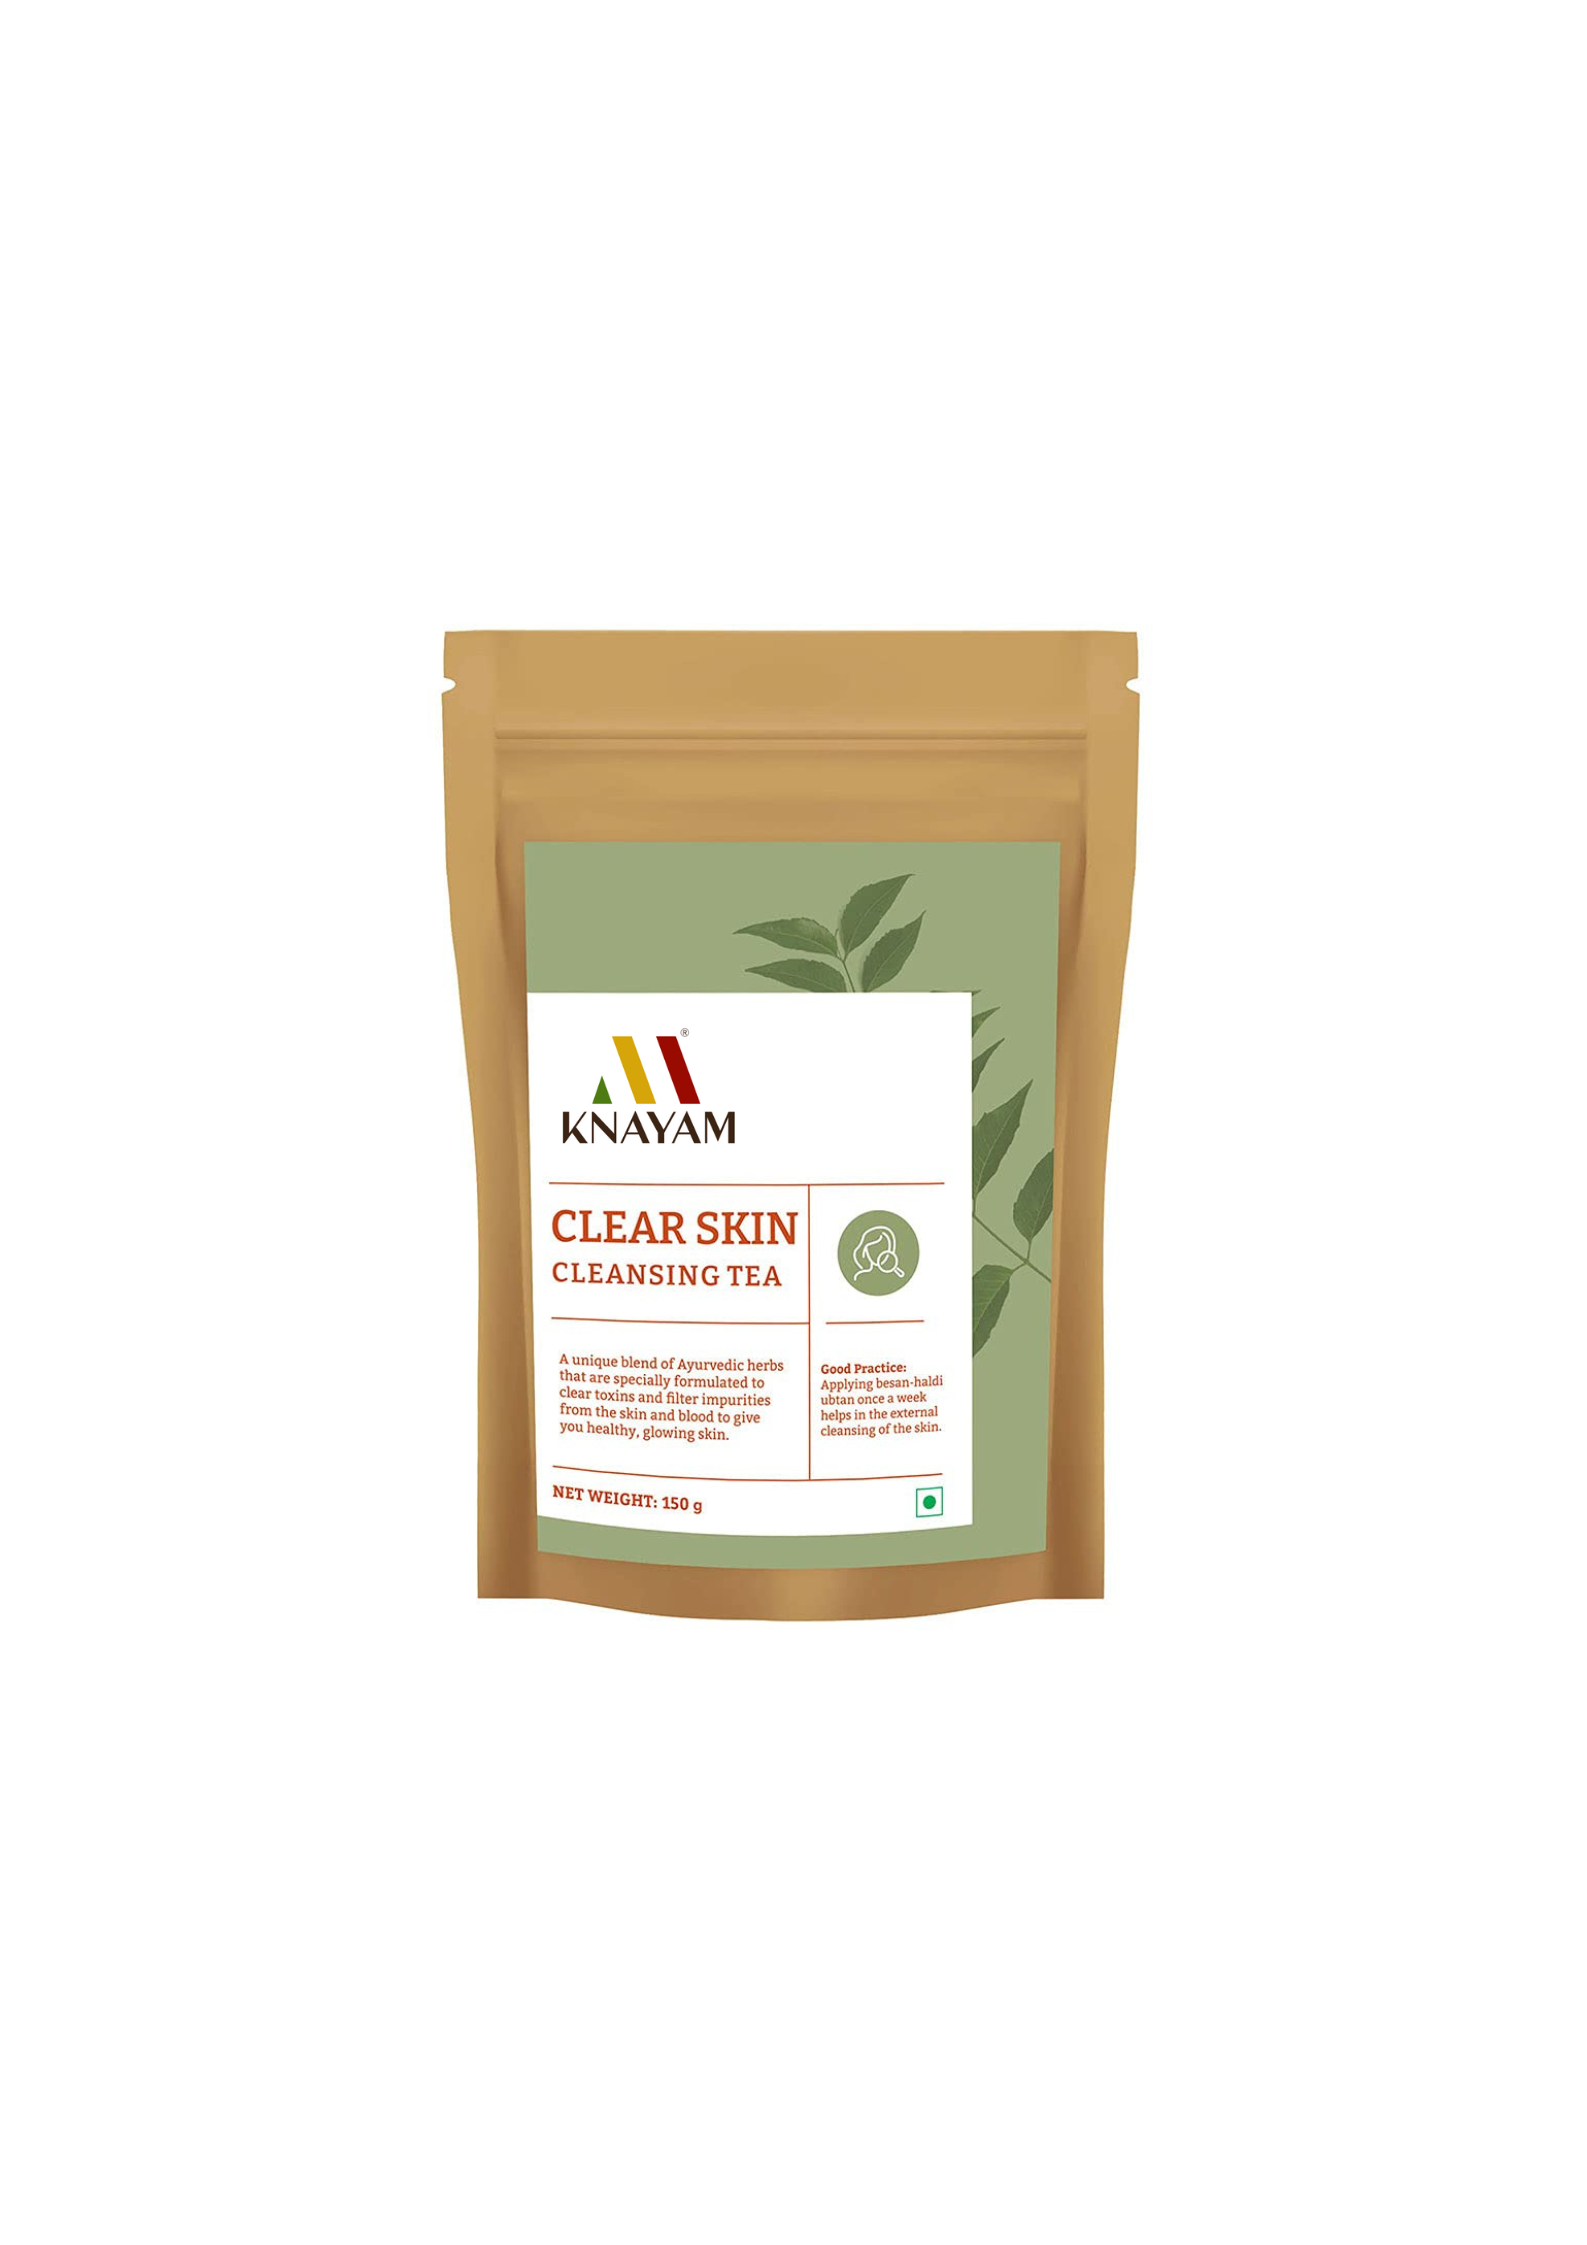 ®
KNAYAM
CLEAR SKIN
CLEANSING TEA
A unique blend of Ayurvedic herbs
that are specially formulated to
clear toxins and filter impurities
from the skin and blood to give
you healthy, glowing skin.
Good Practice:
Applying besan-haldi
ubtan once a week
helps in the external
cleansing of the skin.
NET WEIGHT: 150 g